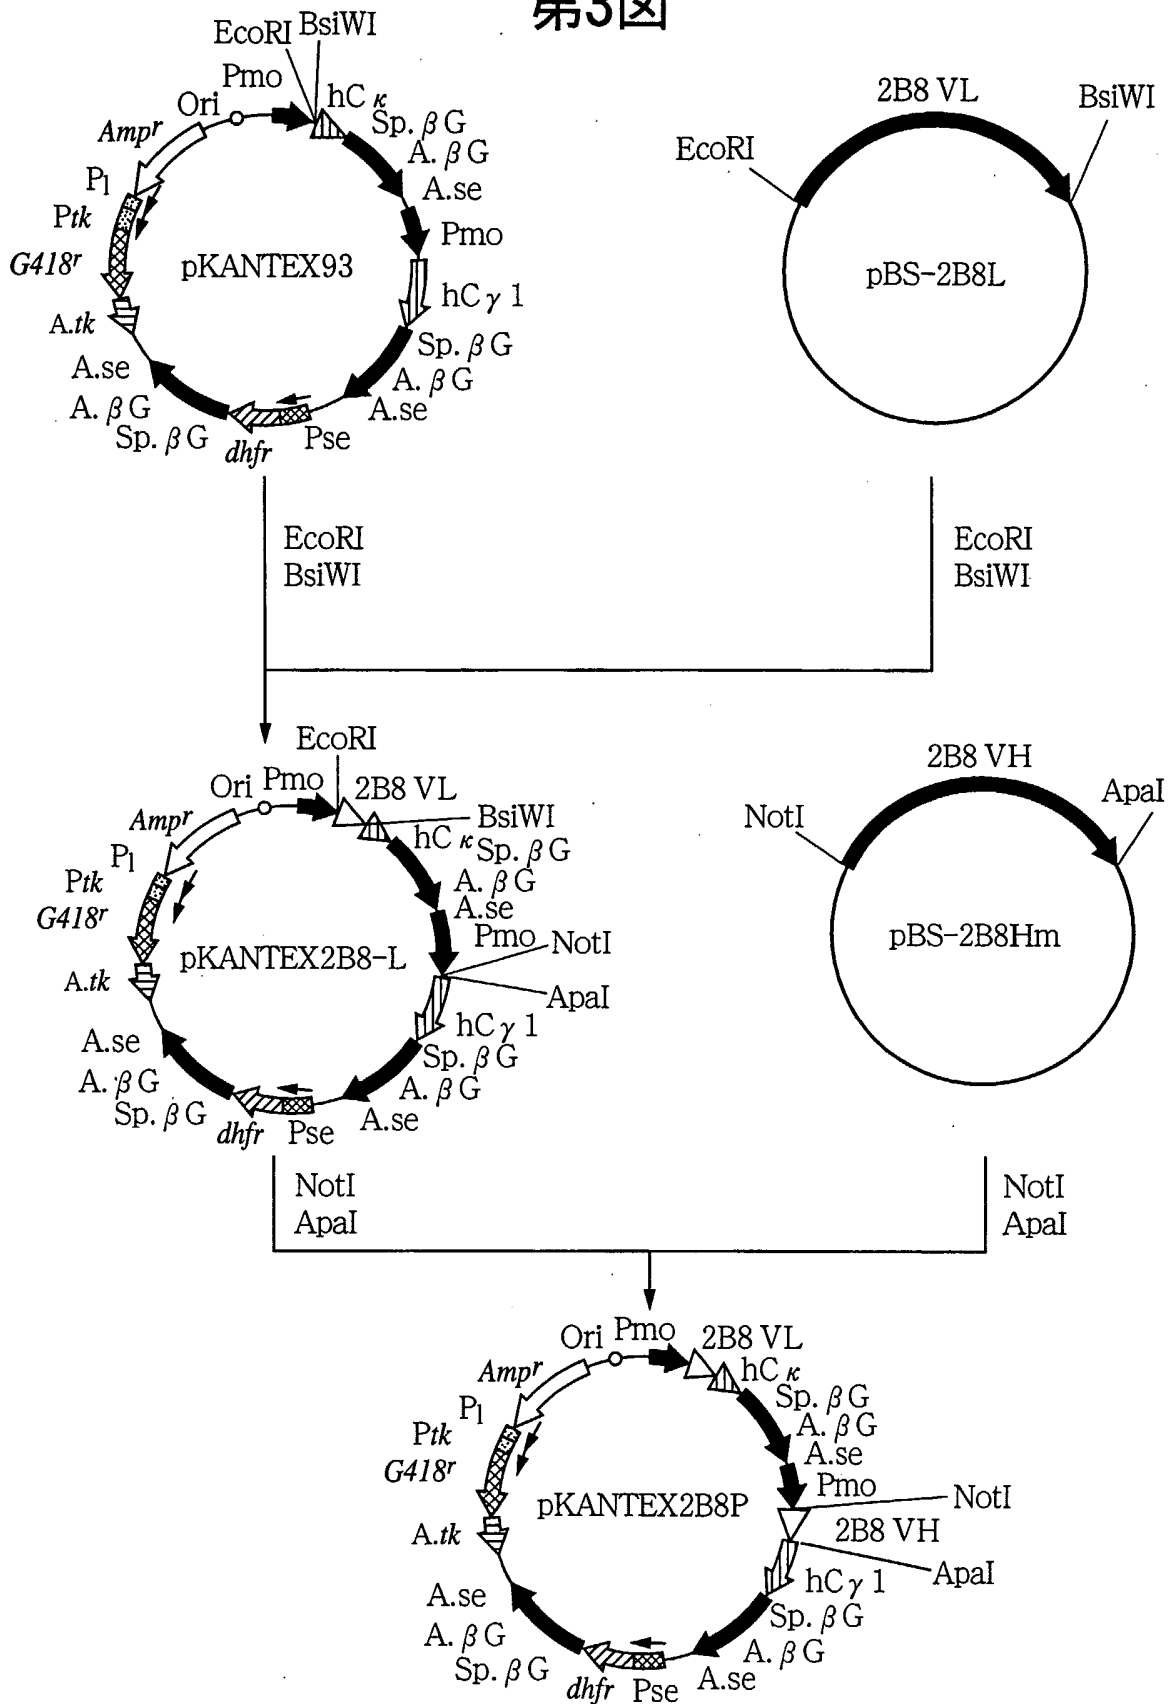 第3図
EcoRI
BsiWI
Pmo
hCκ
Sp. βG
A. βG
A.se
Pmo
hCγ1
Sp. βG
A. βG
A.se
Pse
dhfr
Sp. βG
A. βG
A.se
A.tk
G418r
Ptk
P1
Ampr
Ori
pKANTEX93
2B8 VL
EcoRI
BsiWI
pBS-2B8L
EcoRI
BsiWI
EcoRI
BsiWI
EcoRI
Ori
Pmo
2B8 VL
BsiWI
hCκ
Sp. βG
A. βG
A.se
Pmo
NotI
ApaI
hCγ1
Sp. βG
A. βG
A.se
Pse
dhfr
Sp. βG
A. βG
A.se
A.tk
G418r
Ptk
P1
Ampr
pKANTEX2B8-L
2B8 VH
NotI
ApaI
pBS-2B8Hm
NotI
ApaI
NotI
ApaI
Ori
Pmo
2B8 VL
hCκ
Sp. βG
A. βG
A.se
Pmo
NotI
2B8 VH
ApaI
hCγ1
Sp. βG
A. βG
A.se
Pse
dhfr
Sp. βG
A. βG
A.se
A.tk
G418r
Ptk
P1
Ampr
pKANTEX2B8P